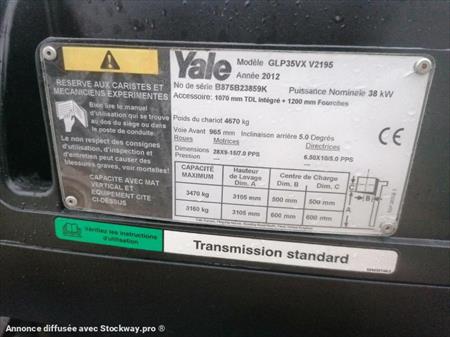 Yale
Modèle GLP35VX V2195
Année 2012
No de série B875B23859K
Puissance Nominale 38 kW
Accessoire: 1070 mm TDL Intégré + 1200 mm Fourches
Poids du chariot 4670 kg
Voie Avant 965 mm Inclinaison arrière 5.0 Degrés
Roues Motrices Directrices
Dimensions 28X9-15/7.0 PPS 6.50X10/5.0 PPS
Pression
CE
RESERVE AUX CARISTES ET
MECANICIENS EXPERIMENTES
Bien lire le manuel
d'utilisation qui se trouve
au dos du siège ou dans
le poste de conduite.
Le non respect des consignes
d'utilisation, d'inspection et
d'entretien peut causer des
blessures graves, voir mortelles!
CAPACITE AVEC MAT
VERTICAL ET
EQUIPEMENT CITE
CI-DESSUS
CAPACITÉ MAXIMUM
Hauteur de Levage Dim. A
Centre de Charge
Dim. B Dim. C
3470 kg 3105 mm 500 mm 500 mm
3160 kg 3105 mm 600 mm 600 mm
B
A
Vérifiez les instructions
d'utilisation
Transmission standard
Annonce diffusée avec Stockway.pro ®